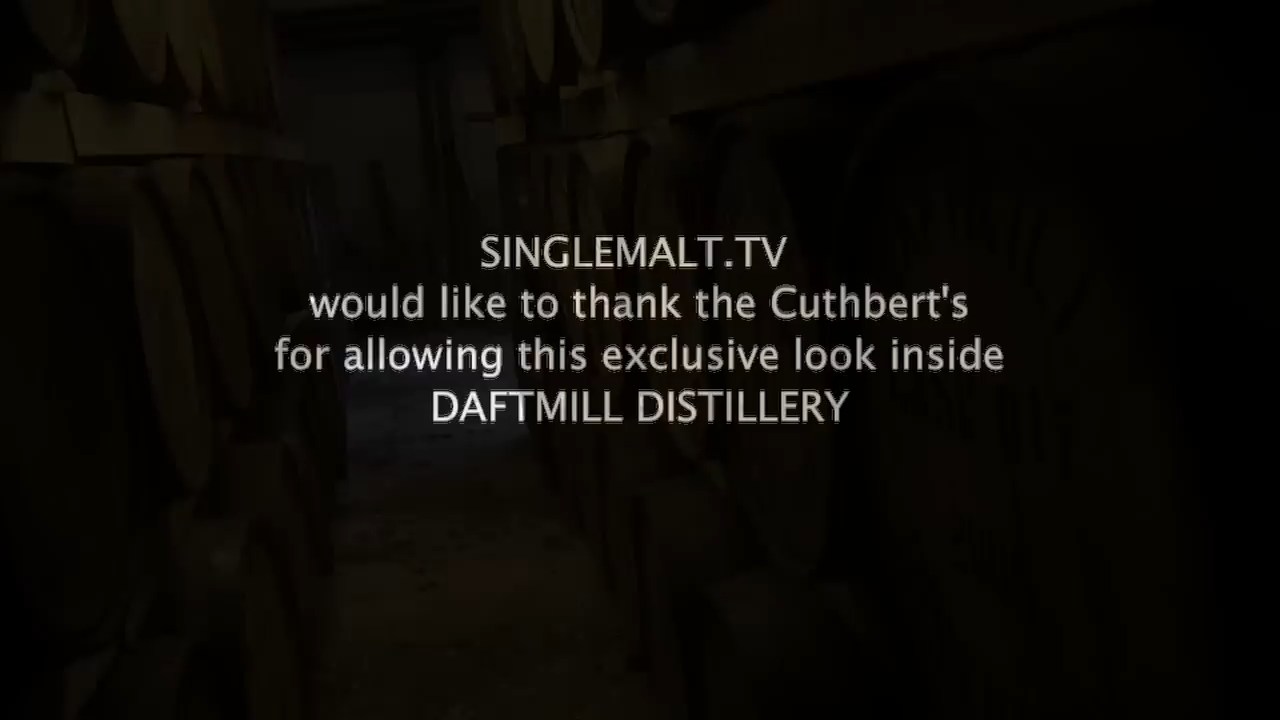 SINGLEMALT.TV
would like to thank the Cuthbert's
for allowing this exclusive look inside
DAFTMILL DISTILLERY